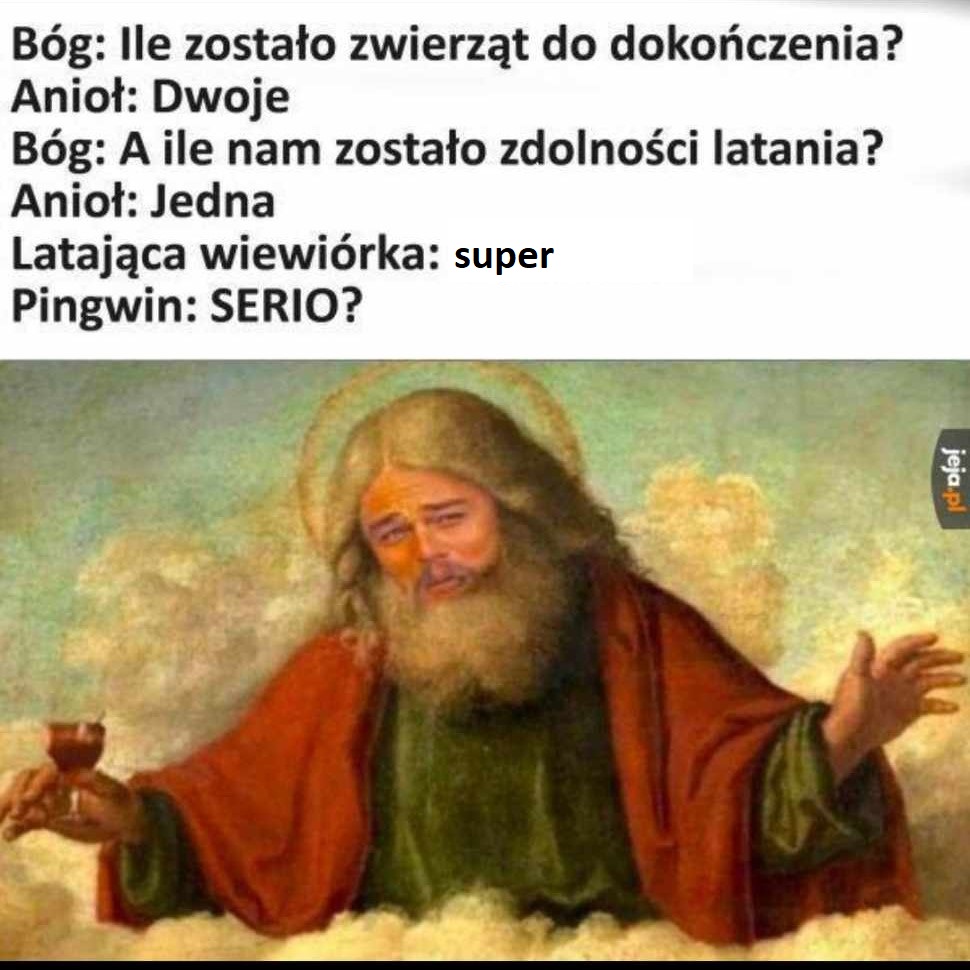 Bóg: Ile zostało zwierząt do dokończenia?
Anioł: Dwoje
Bóg: A ile nam zostało zdolności latania?
Anioł: Jedna
Latająca wiewiórka: super
Pingwin: SERIO?
jeja.pl